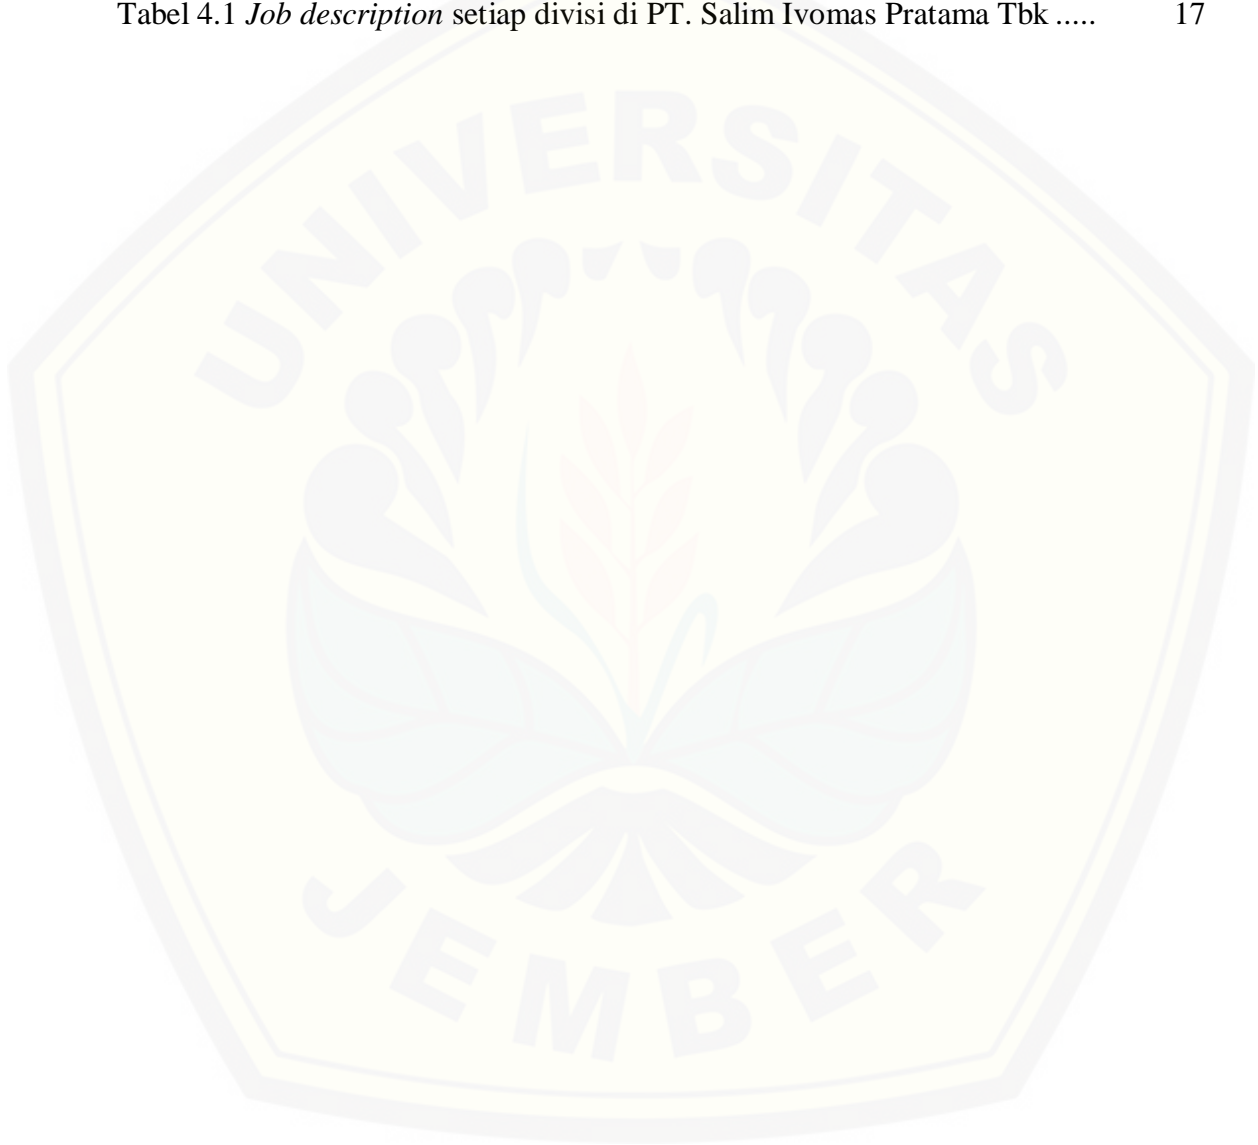 Tabel 4.1 Job description setiap divisi di PT. Salim Ivomas Pratama Tbk ..... 17
UNIVERSITAS
JEMBER